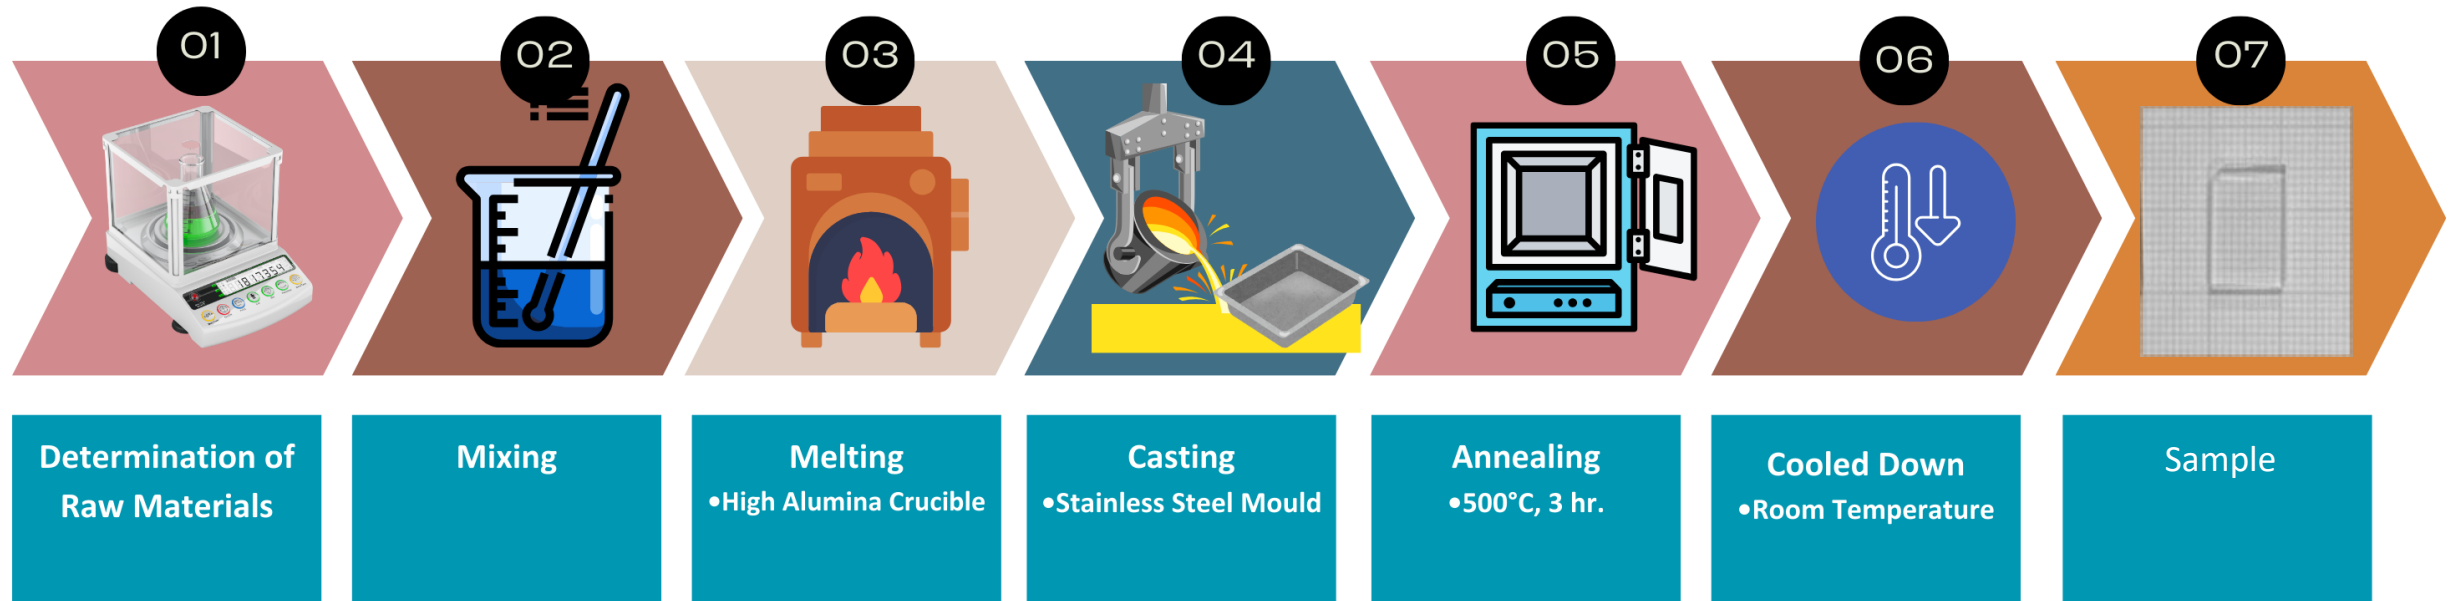 01
02
03
04
05
06
07
1817354
Determination of
Raw Materials
Mixing
Melting
•High Alumina Crucible
Casting
•Stainless Steel Mould
Annealing
•500°C, 3 hr.
Cooled Down
•Room Temperature
Sample